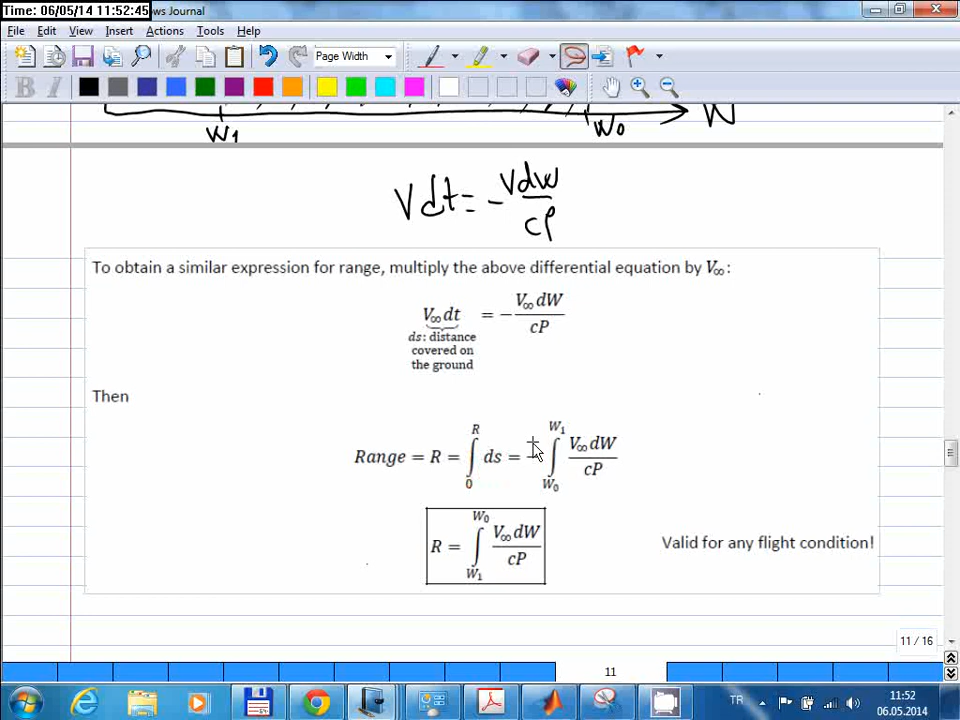 Time: 06/05/14 11:52:45
ws Journal
File Edit View Insert Actions Tools Help
Page Width
B I
W1 W0 W
Vdt = - VdW / cP
To obtain a similar expression for range, multiply the above differential equation by V∞:
V∞ dt = − V∞ dW / cP
ds: distance
covered on
the ground
Then
Range = R = ∫₀ᴿ ds = − ∫_{W₀}^{W₁} V∞ dW / cP
R = ∫_{W₁}^{W₀} V∞ dW / cP Valid for any flight condition!
11 / 16
11
TR 11:52
06.05.2014